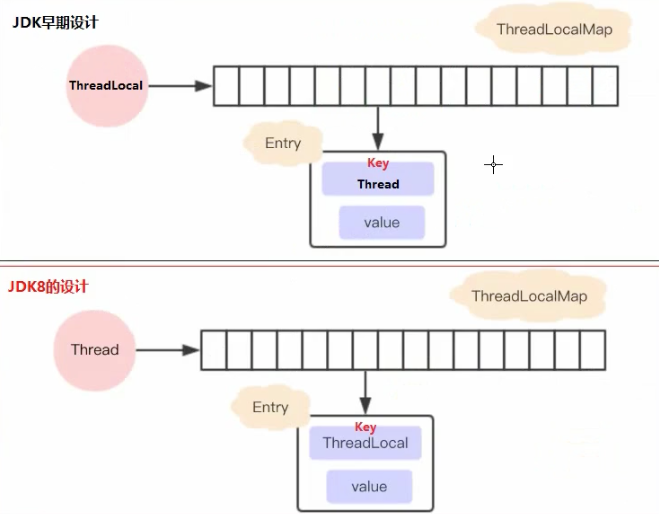 JDK早期设计
ThreadLocalMap
ThreadLocal
Entry
Key
Thread
value
JDK8的设计
ThreadLocalMap
Thread
Entry
Key
ThreadLocal
value